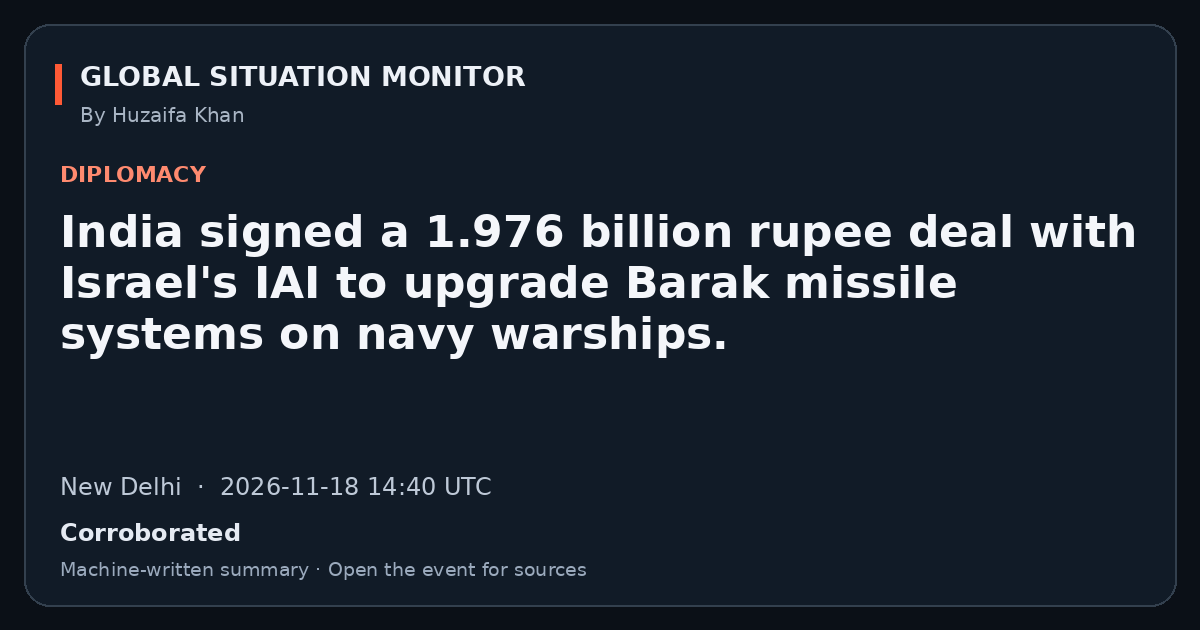 GLOBAL SITUATION MONITOR
By Huzaifa Khan
DIPLOMACY
India signed a 1.976 billion rupee deal with
Israel's IAI to upgrade Barak missile
systems on navy warships.
New Delhi · 2026-11-18 14:40 UTC
Corroborated
Machine-written summary · Open the event for sources